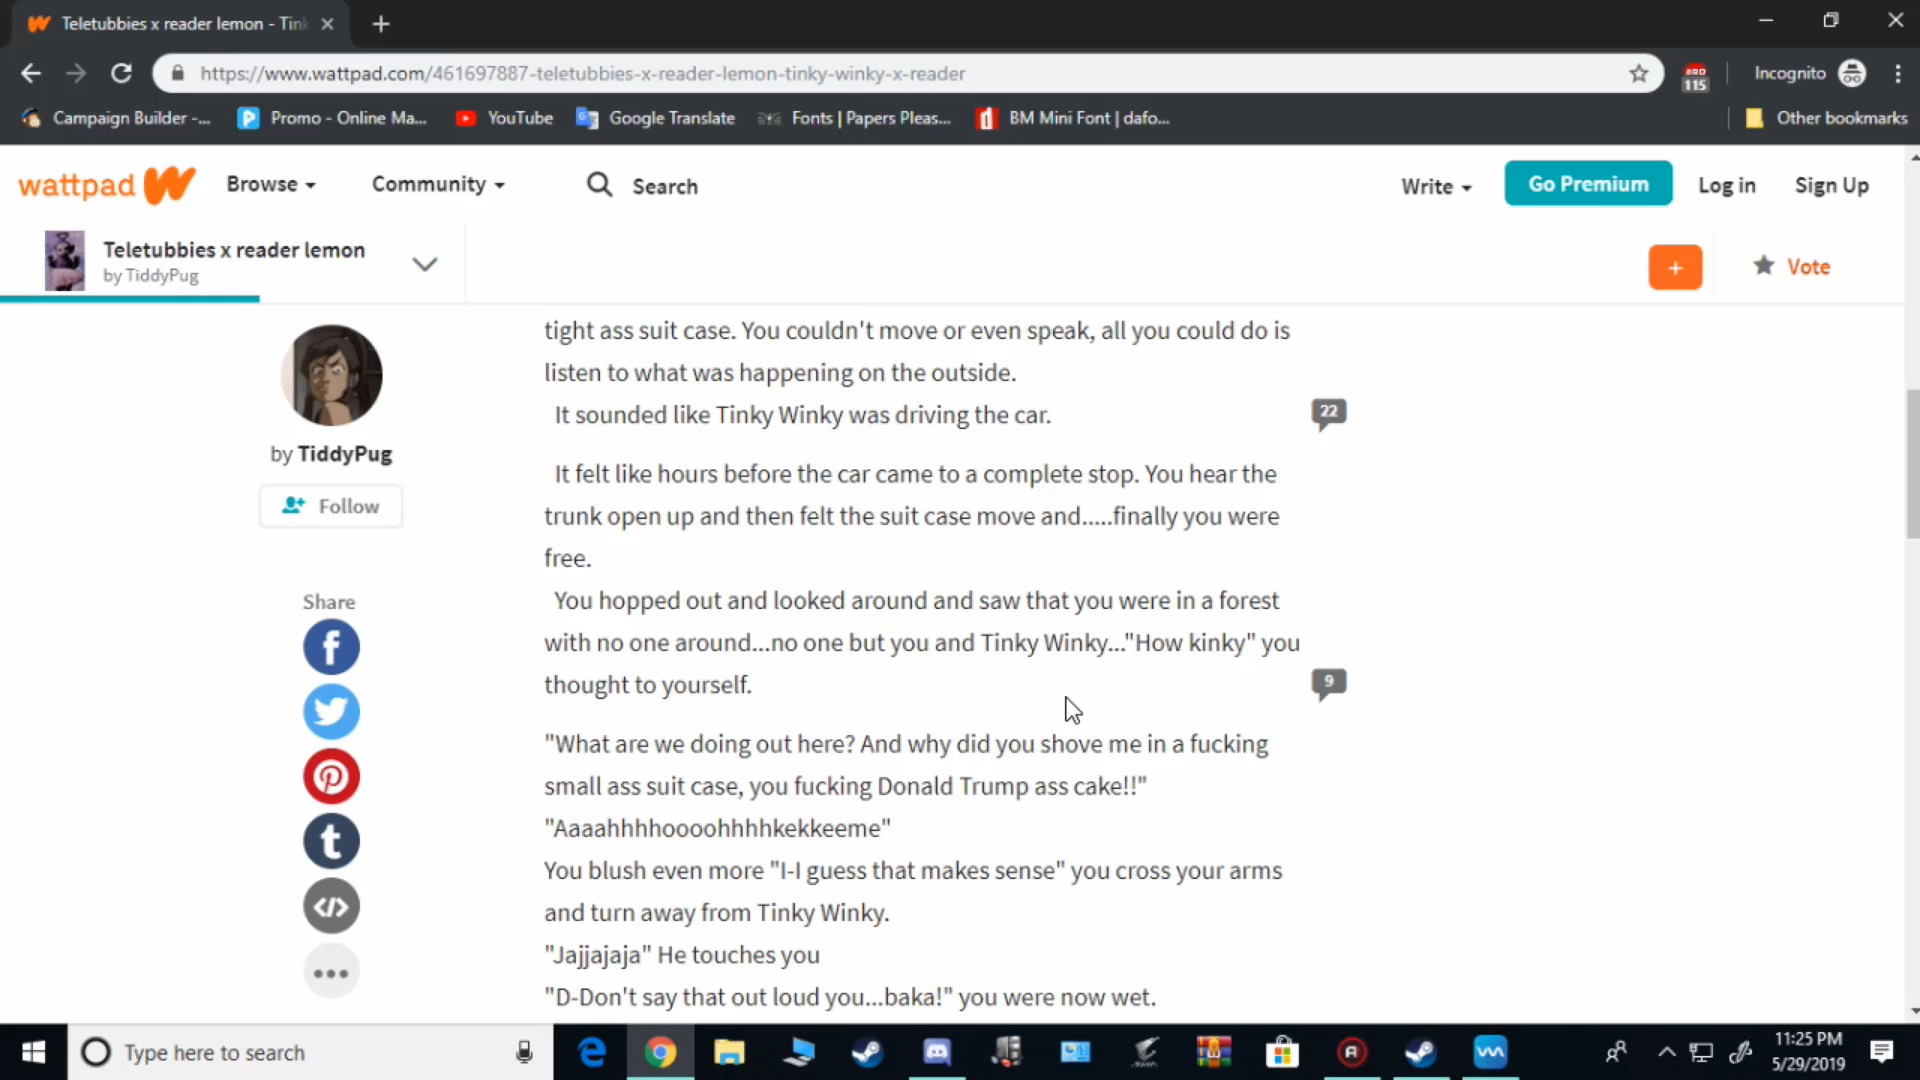 Teletubbies x reader lemon - Tin
https://www.wattpad.com/461697887-teletubbies-x-reader-lemon-tinky-winky-x-reader
ABP
115
Incognito
Campaign Builder -...
Promo - Online Ma...
YouTube
Google Translate
Fonts | Papers Pleas...
BM Mini Font | dafo...
Other bookmarks
wattpad
Browse
Community
Search
Write
Go Premium
Log in
Sign Up
Teletubbies x reader lemon
by TiddyPug
+
Vote
by TiddyPug
Follow
Share
tight ass suit case. You couldn't move or even speak, all you could do is
listen to what was happening on the outside.
It sounded like Tinky Winky was driving the car.
22
It felt like hours before the car came to a complete stop. You hear the
trunk open up and then felt the suit case move and.....finally you were
free.
You hopped out and looked around and saw that you were in a forest
with no one around...no one but you and Tinky Winky..."How kinky" you
thought to yourself.
9
"What are we doing out here? And why did you shove me in a fucking
small ass suit case, you fucking Donald Trump ass cake!!"
"Aaaahhhhoooohhhhkekkeeme"
You blush even more "I-I guess that makes sense" you cross your arms
and turn away from Tinky Winky.
"Jajjajaja" He touches you
"D-Don't say that out loud you...baka!" you were now wet.
Type here to search
11:25 PM
5/29/2019